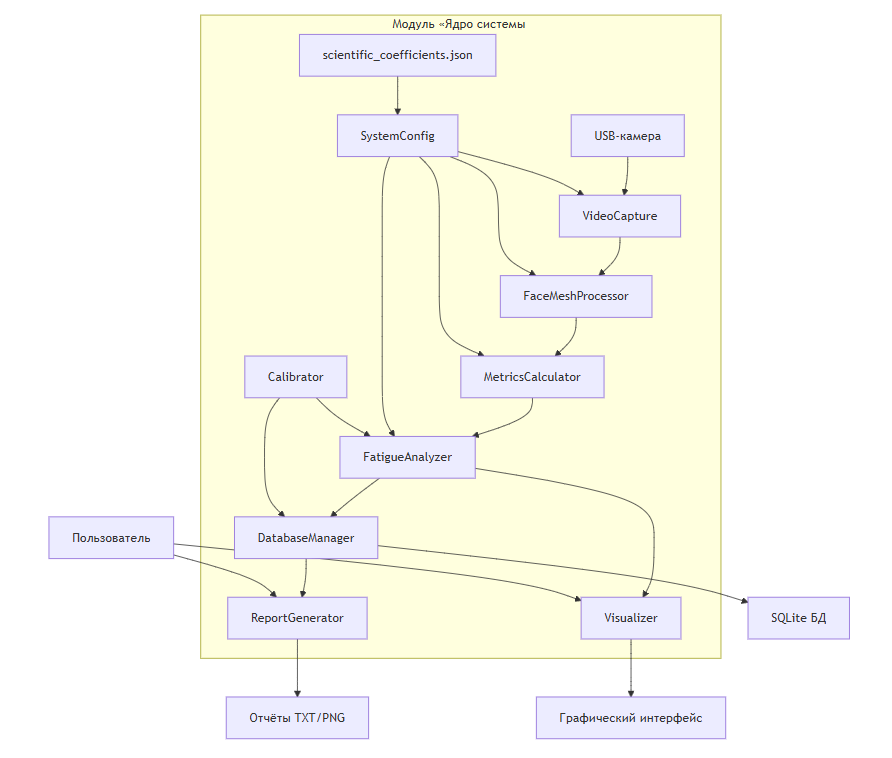 Модуль «Ядро системы
scientific_coefficients.json
SystemConfig
USB-камера
VideoCapture
FaceMeshProcessor
Calibrator
MetricsCalculator
FatigueAnalyzer
Пользователь
DatabaseManager
ReportGenerator
Visualizer
SQLite БД
Отчёты TXT/PNG
Графический интерфейс